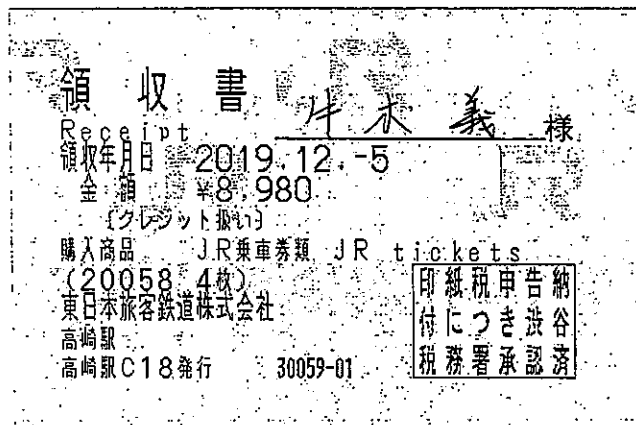 領収書
Receipt 牛木 義 様
領収年月日 2019.12.-5
金額 ¥8,980
(クレジット扱い)
購入商品 JR乗車券類 JR tickets
(20058 4枚)
東日本旅客鉄道株式会社
高崎駅
高崎駅C18発行 30059-01
印紙税申告納
付につき渋谷
税務署承認済